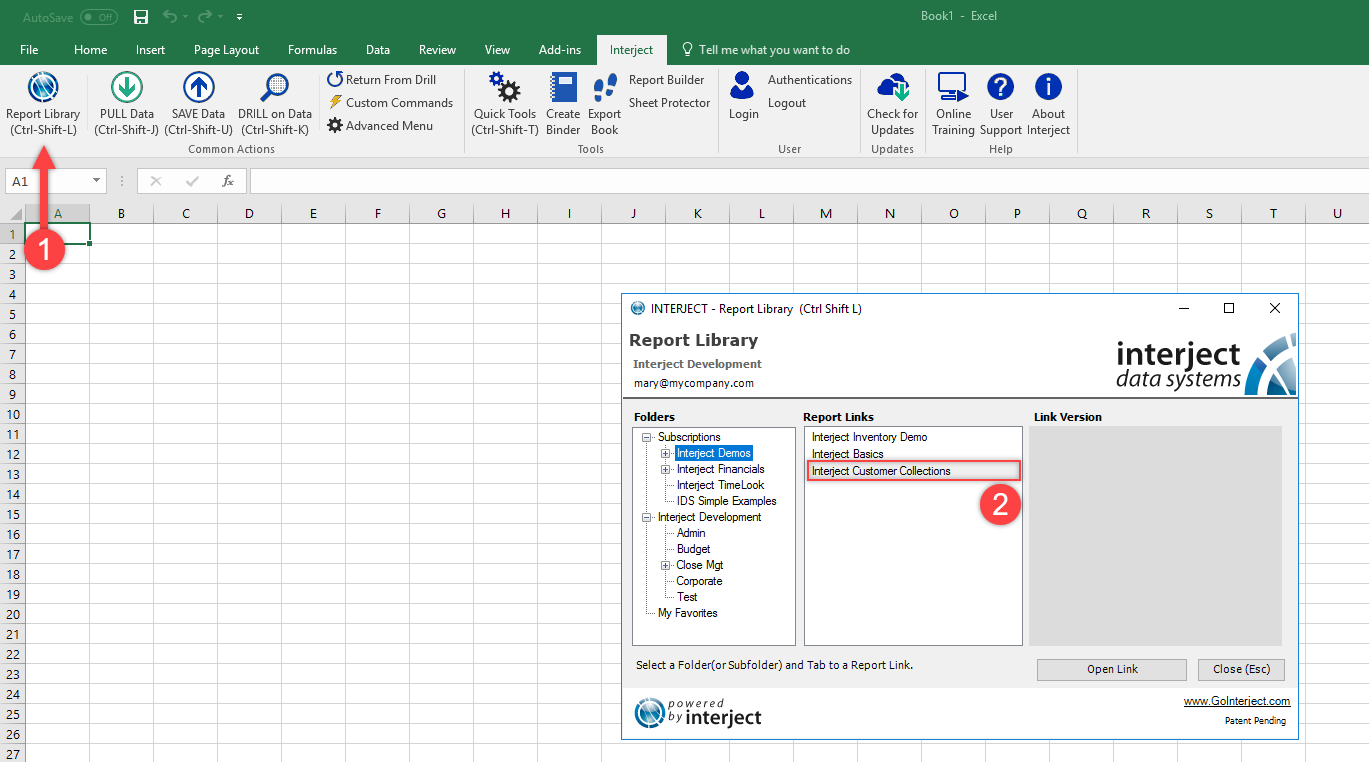 AutoSave Off
Book1 - Excel
File Home Insert Page Layout Formulas Data Review View Add-ins Interject Tell me what you want to do
Report Library
(Ctrl-Shift-L)
PULL Data
(Ctrl-Shift-J)
SAVE Data
(Ctrl-Shift-U)
DRILL on Data
(Ctrl-Shift-K)
Return From Drill
Custom Commands
Advanced Menu
Common Actions
Quick Tools
(Ctrl-Shift-T)
Create
Binder
Export
Book
Report Builder
Sheet Protector
Tools
Login
Authentications
Logout
User
Check for
Updates
Updates
Online
Training
User
Support
About
Interject
Help
A1
fx
A B C D E F G H I J K L M N O P Q R S T U
1
2
3
4
5
6
7
8
9
10
11
12
13
14
15
16
17
18
19
20
21
22
23
24
25
26
27
1
INTERJECT - Report Library (Ctrl Shift L)
Report Library
Interject Development
mary@mycompany.com
interject
data systems
Folders
Subscriptions
Interject Demos
Interject Financials
Interject TimeLook
IDS Simple Examples
Interject Development
Admin
Budget
Close Mgt
Corporate
Test
My Favorites
Report Links
Interject Inventory Demo
Interject Basics
Interject Customer Collections
2
Link Version
Select a Folder(or Subfolder) and Tab to a Report Link.
Open Link
Close (Esc)
powered
by interject
www.GoInterject.com
Patent Pending